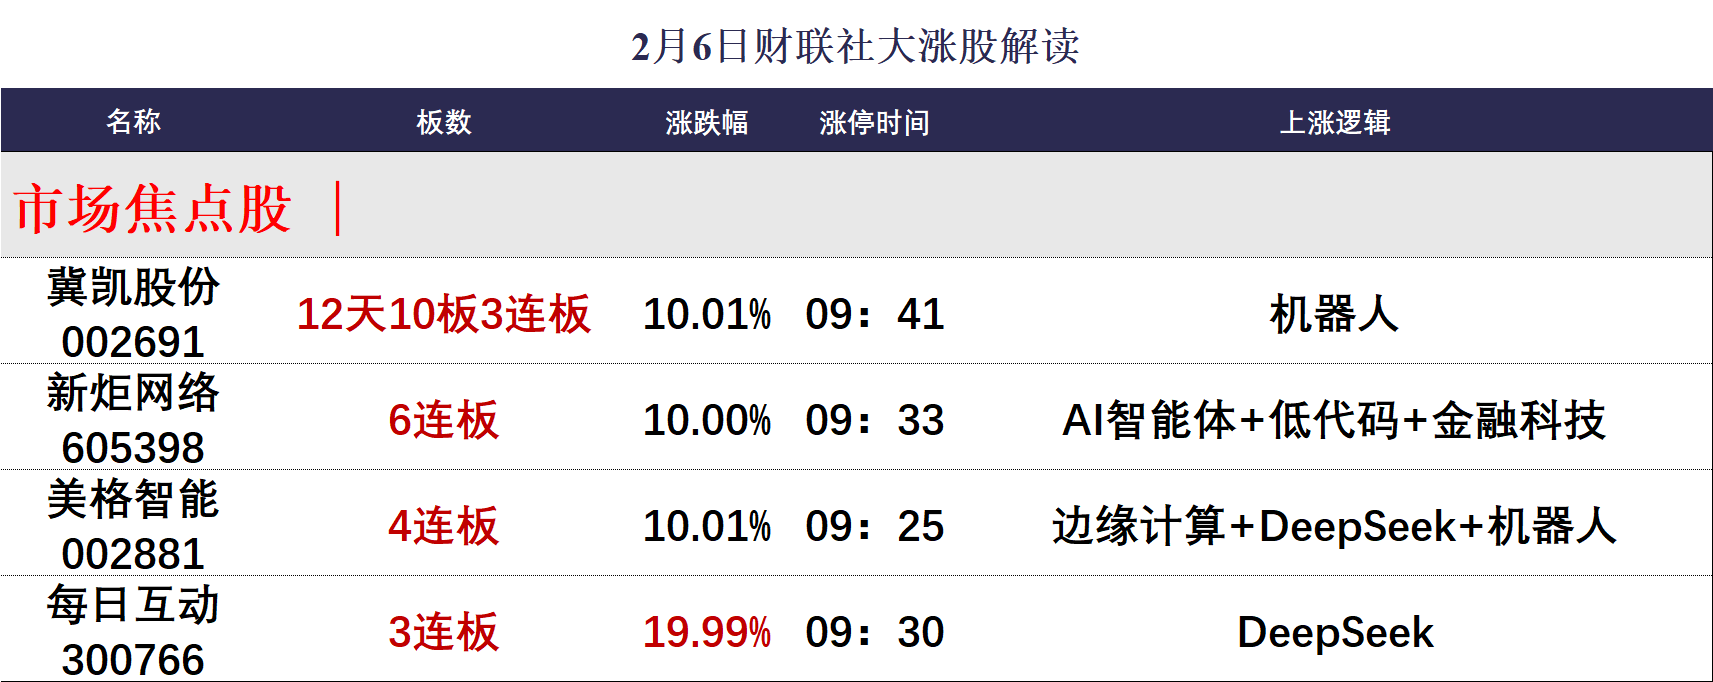 2月6日财联社大涨股解读
名称 板数 涨跌幅 涨停时间 上涨逻辑
市场焦点股 ｜
冀凯股份
002691 12天10板3连板 10.01% 09：41 机器人
新炬网络
605398 6连板 10.00% 09：33 AI智能体+低代码+金融科技
美格智能
002881 4连板 10.01% 09：25 边缘计算+DeepSeek+机器人
每日互动
300766 3连板 19.99% 09：30 DeepSeek